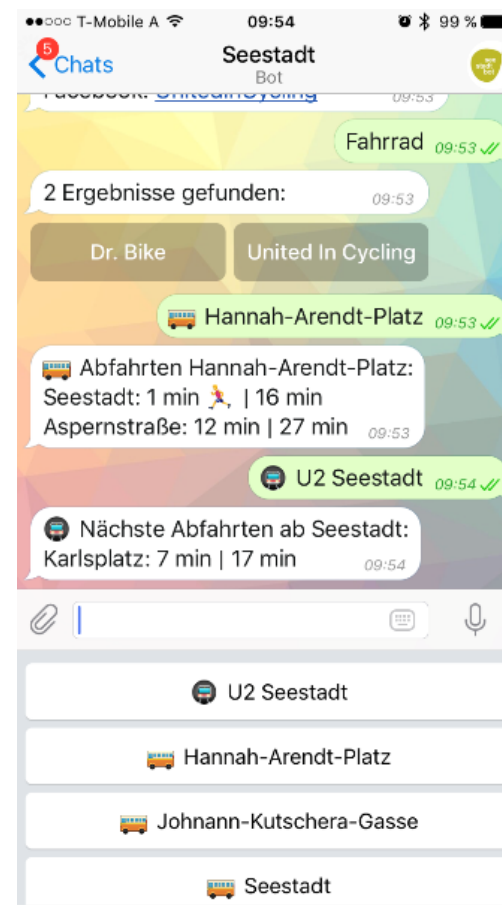 T-Mobile A 09:54 99 %
5
Chats Seestadt
Bot
Facebook: UnitedInCycling 09:53
Fahrrad 09:53
2 Ergebnisse gefunden: 09:53
Dr. Bike United In Cycling
Hannah-Arendt-Platz 09:53
Abfahrten Hannah-Arendt-Platz:
Seestadt: 1 min 🏃 | 16 min
Aspernstraße: 12 min | 27 min 09:53
U2 Seestadt 09:54
Nächste Abfahrten ab Seestadt:
Karlsplatz: 7 min | 17 min 09:54
U2 Seestadt
Hannah-Arendt-Platz
Johnann-Kutschera-Gasse
Seestadt